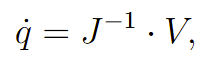 q̇ = J⁻¹ · V,